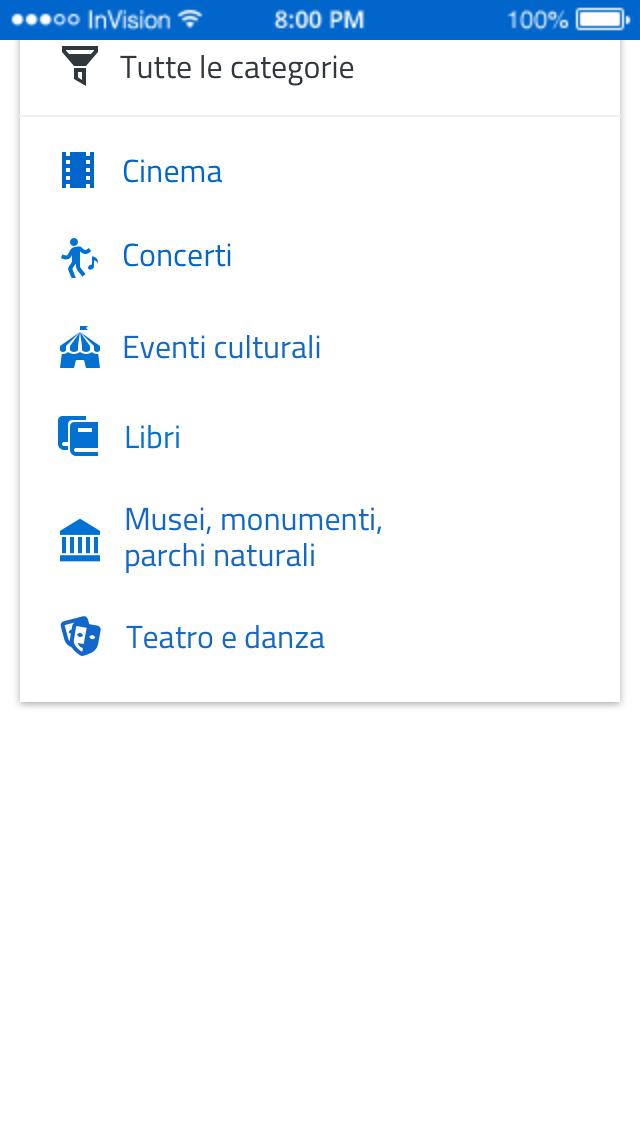 InVision 8:00 PM 100%
Tutte le categorie
Cinema
Concerti
Eventi culturali
Libri
Musei, monumenti,
parchi naturali
Teatro e danza